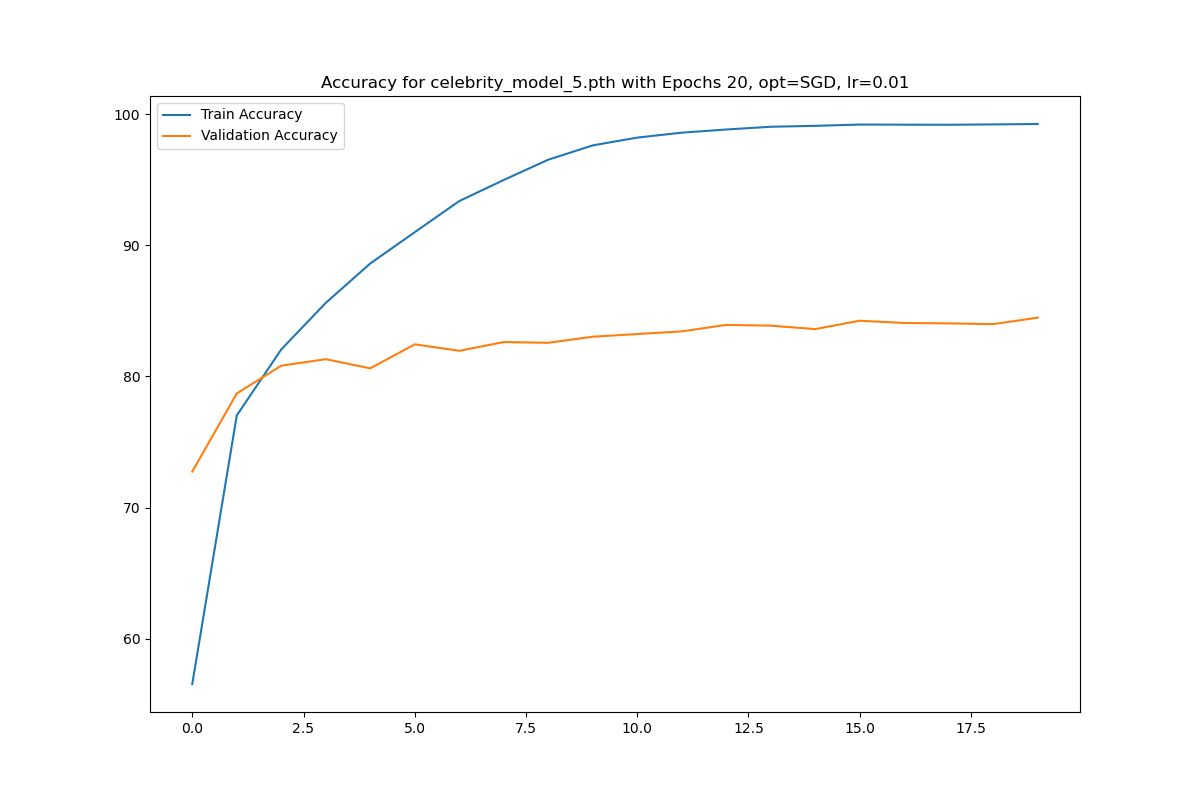 Accuracy for celebrity_model_5.pth with Epochs 20, opt=SGD, lr=0.01
Train Accuracy
Validation Accuracy
100
90
80
70
60
0.0 2.5 5.0 7.5 10.0 12.5 15.0 17.5